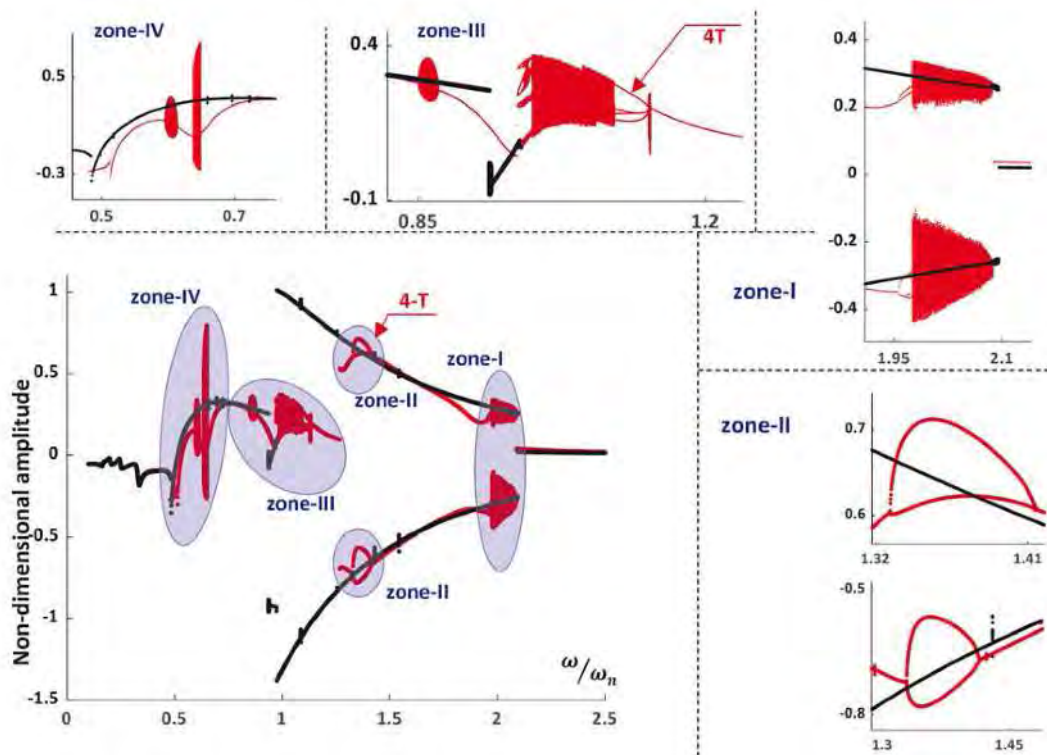 zone-IV
0.5
-0.3
0.5
0.7
zone-III
0.4
-0.1
0.85
1.2
4T
0.4
0.2
0
-0.2
-0.4
zone-I
1.95
2.1
Non-dimensional amplitude
1
0.5
0
-0.5
-1
-1.5
0
0.5
1
1.5
2
2.5
zone-IV
4-T
zone-I
zone-II
zone-III
zone-II
ω/ωn
zone-II
0.7
0.6
1.32
1.41
-0.5
-0.8
1.3
1.45